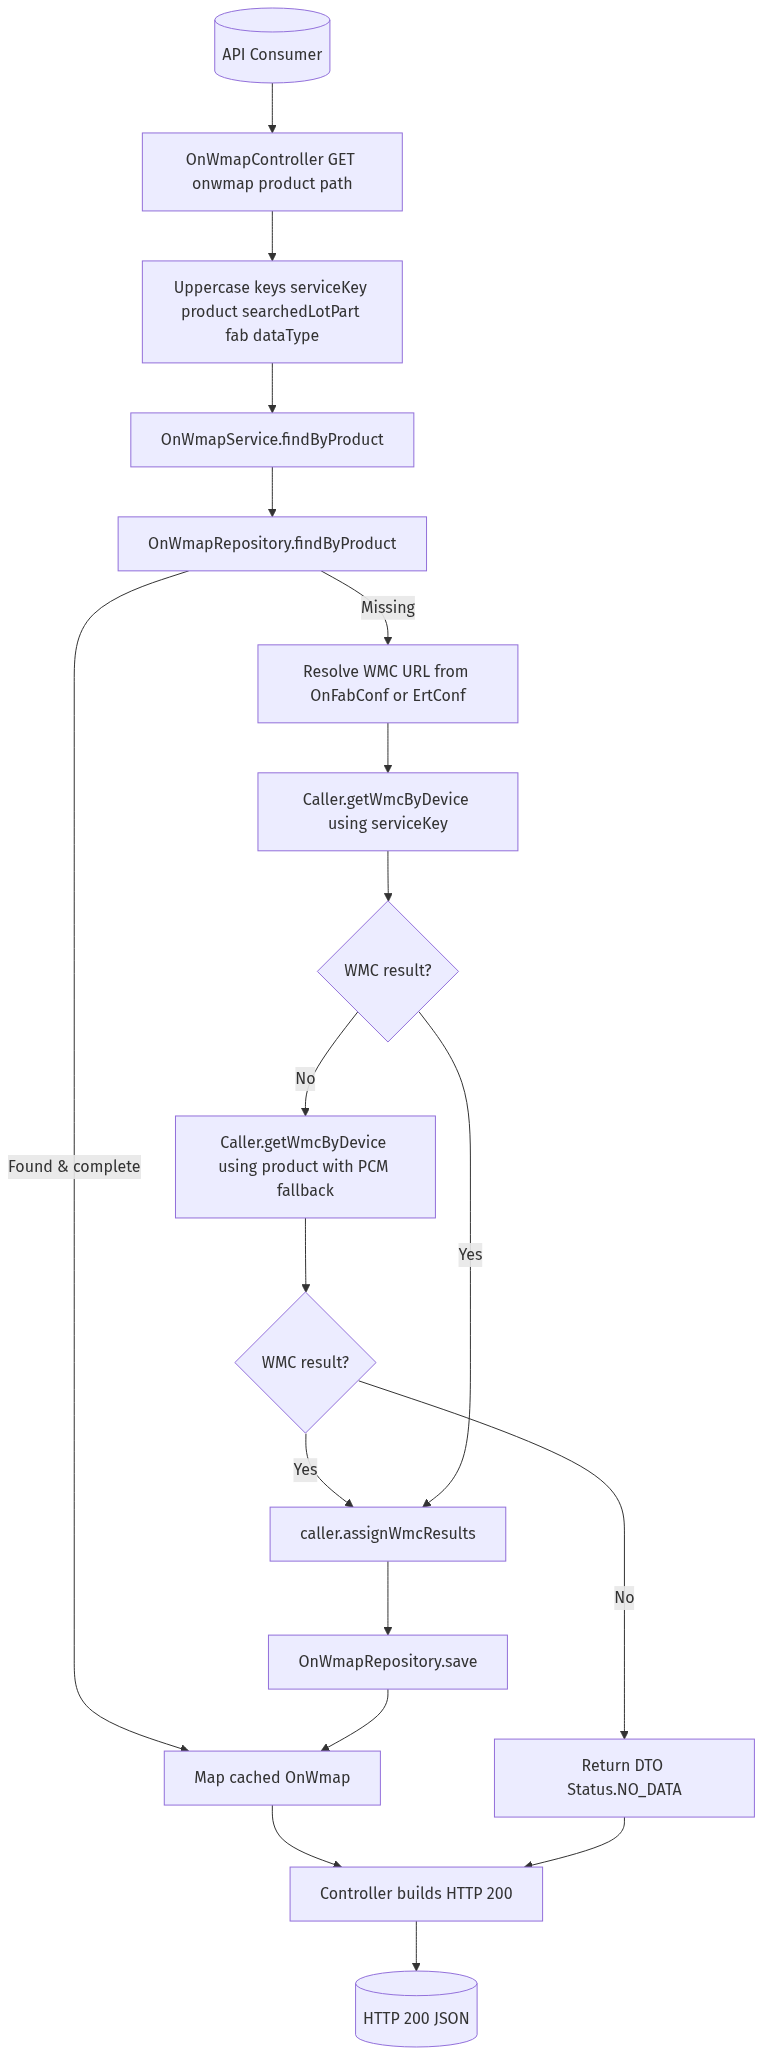 API Consumer
OnWmapController GET
onwmap product path
Uppercase keys serviceKey
product searchedLotPart
fab dataType
OnWmapService.findByProduct
OnWmapRepository.findByProduct
Missing
Resolve WMC URL from
OnFabConf or ErtConf
Caller.getWmcByDevice
using serviceKey
WMC result?
No
Caller.getWmcByDevice
using product with PCM
fallback
Found & complete
Yes
WMC result?
Yes
caller.assignWmcResults
No
OnWmapRepository.save
Map cached OnWmap
Return DTO
Status.NO_DATA
Controller builds HTTP 200
HTTP 200 JSON